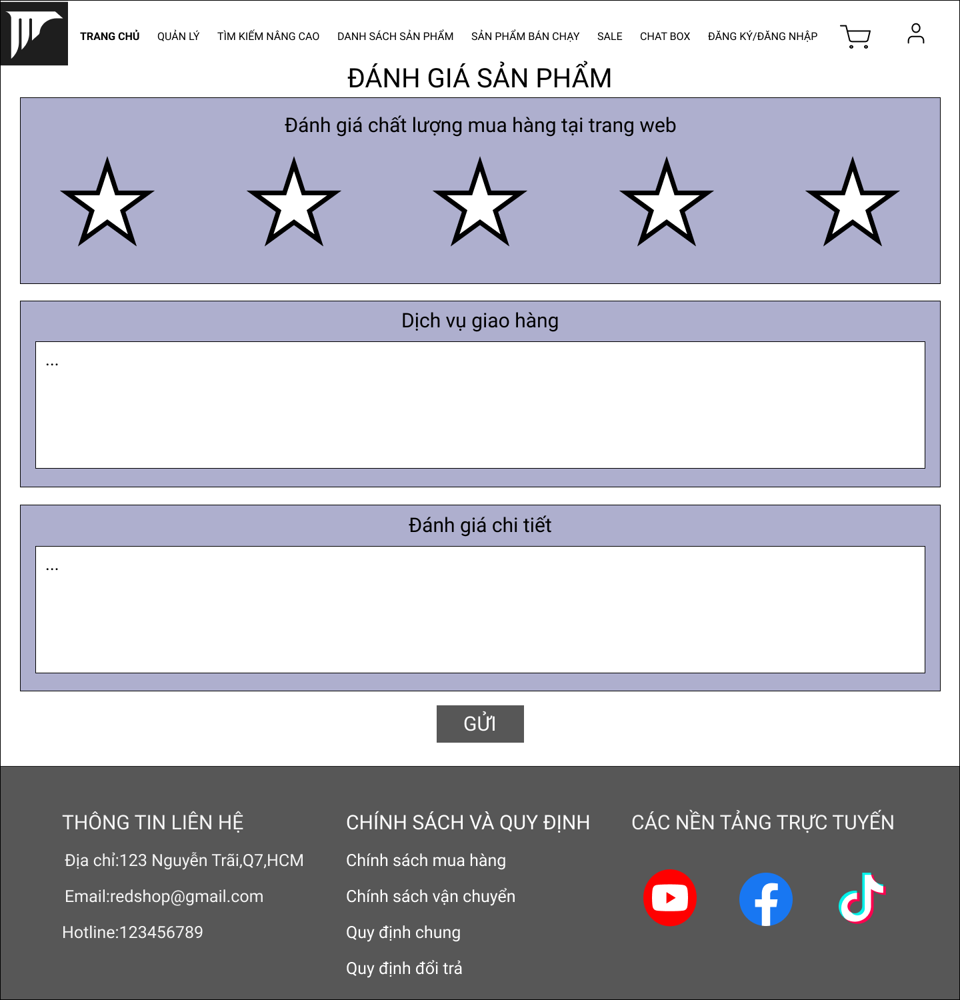 TRANG CHỦ QUẢN LÝ TÌM KIẾM NÂNG CAO DANH SÁCH SẢN PHẨM SẢN PHẨM BÁN CHẠY SALE CHAT BOX ĐĂNG KÝ/ĐĂNG NHẬP
ĐÁNH GIÁ SẢN PHẨM
Đánh giá chất lượng mua hàng tại trang web
Dịch vụ giao hàng
...
Đánh giá chi tiết
...
GỬI
THÔNG TIN LIÊN HỆ
Địa chỉ:123 Nguyễn Trãi,Q7,HCM
Email:redshop@gmail.com
Hotline:123456789
CHÍNH SÁCH VÀ QUY ĐỊNH
Chính sách mua hàng
Chính sách vận chuyển
Quy định chung
Quy định đổi trả
CÁC NỀN TẢNG TRỰC TUYẾN